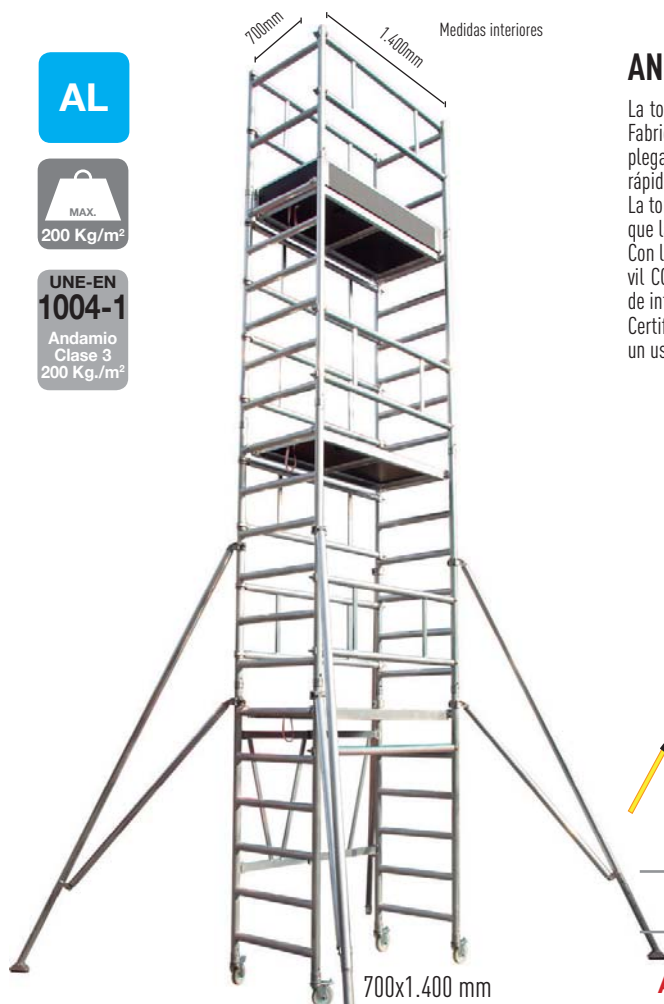 700mm
1.400mm
Medidas interiores
AL
MAX.
200 Kg/m²
UNE-EN
1004-1
Andamio
Clase 3
200 Kg./m²
AN
La to
Fabri
plega
rápid
La to
que l
Con l
vil CO
de in
Certif
un us
700x1.400 mm